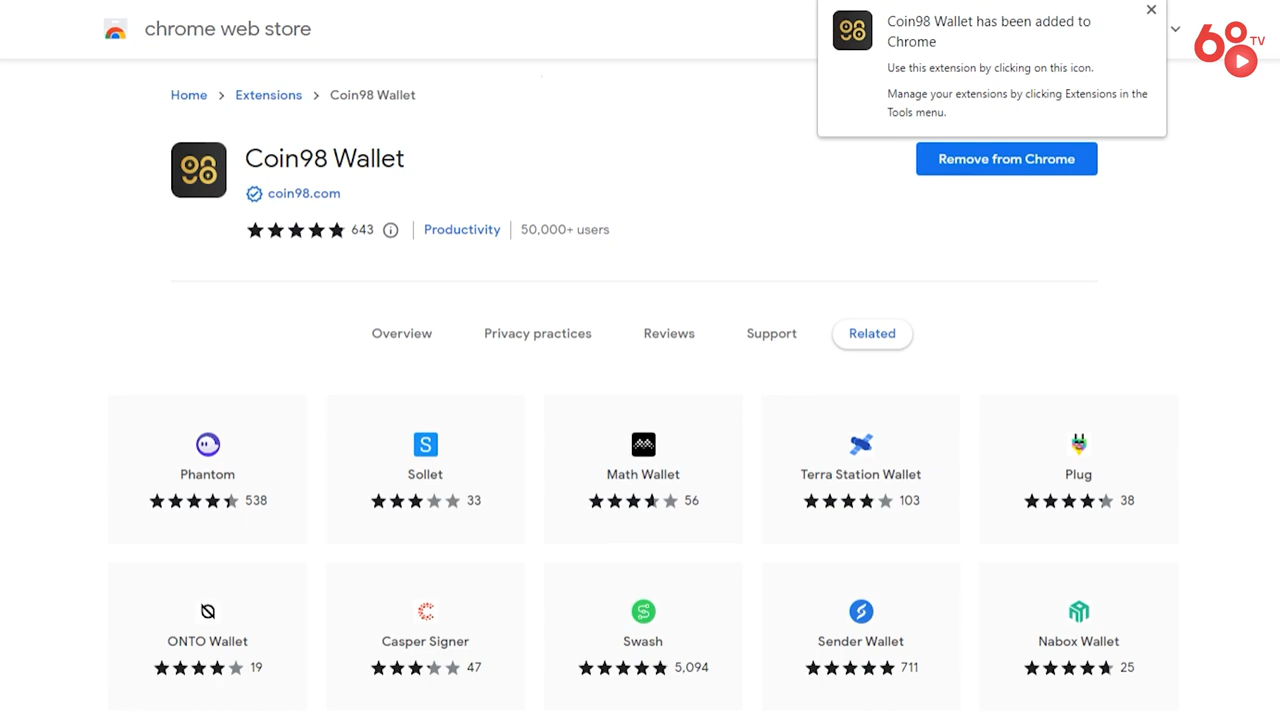 chrome web store
Coin98 Wallet has been added to
Chrome
Use this extension by clicking on this icon.
Manage your extensions by clicking Extensions in the
Tools menu.
68
TV
Home > Extensions > Coin98 Wallet
98
Coin98 Wallet
coin98.com
643
Productivity
50,000+ users
Remove from Chrome
Overview
Privacy practices
Reviews
Support
Related
Phantom
538
S
Sollet
33
Math Wallet
56
Terra Station Wallet
103
Plug
38
ONTO Wallet
19
Casper Signer
47
Swash
5,094
Sender Wallet
711
Nabox Wallet
25